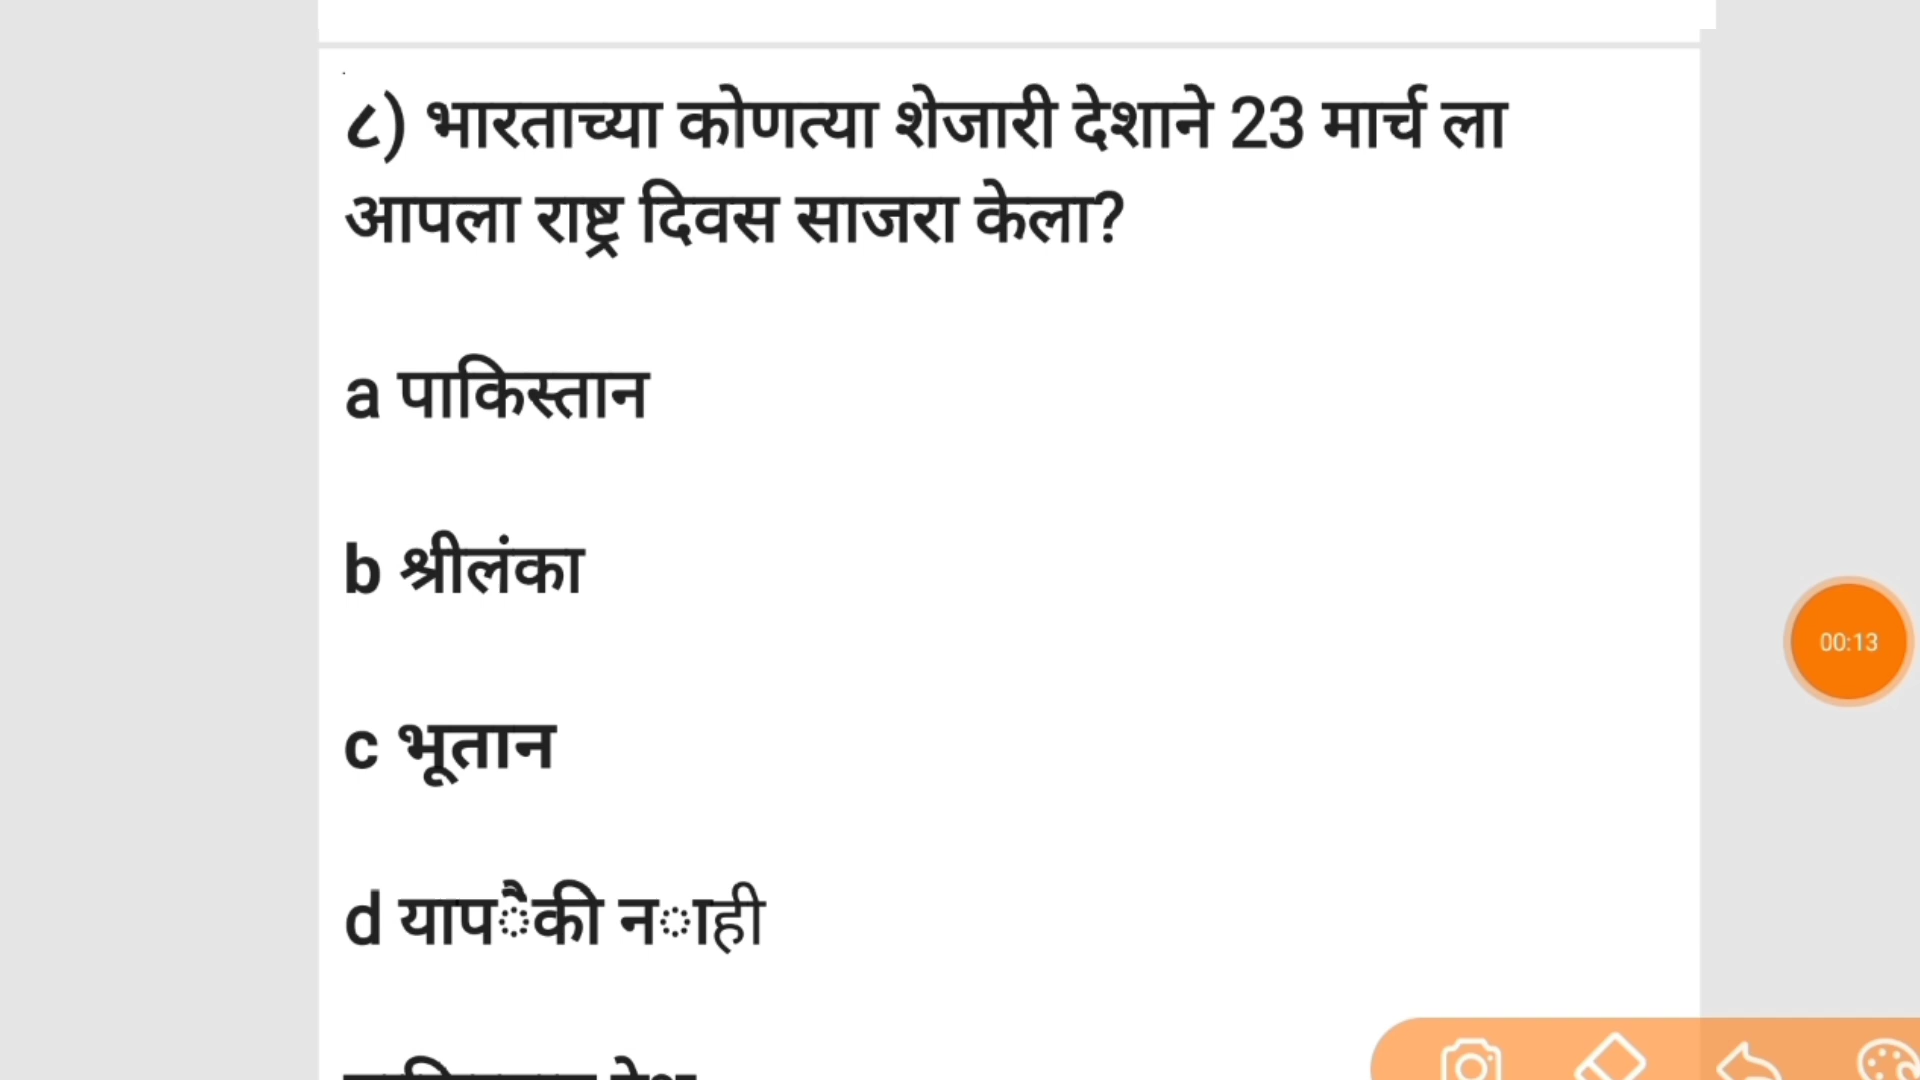 ८) भारताच्या कोणत्या शेजारी देशाने 23 मार्च ला
आपला राष्ट्र दिवस साजरा केला?
a पाकिस्तान
b श्रीलंका
c भूतान
d यापैकी नाही
00:13